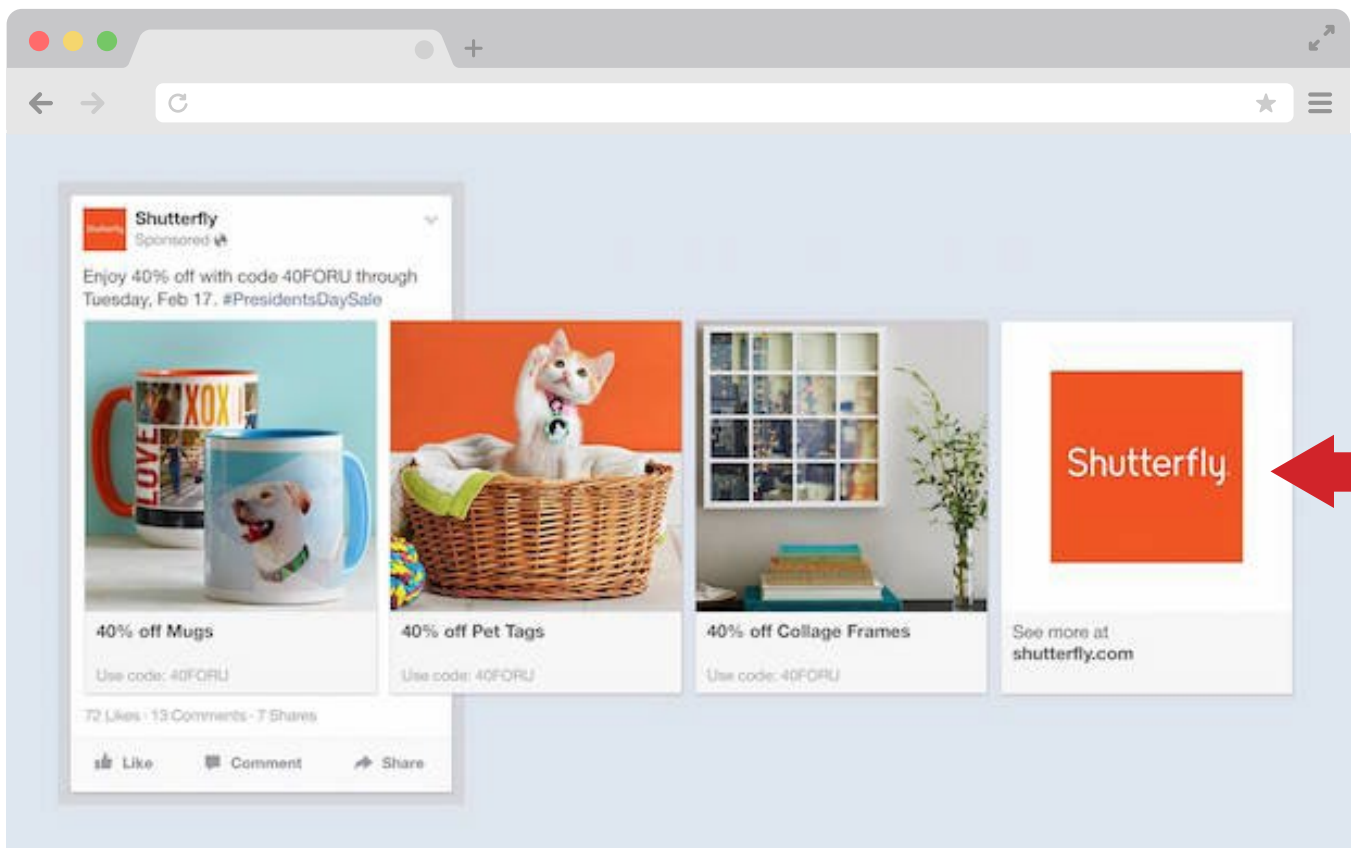 Shutterfly
Shutterfly
Sponsored
Enjoy 40% off with code 40FORU through
Tuesday, Feb 17. #PresidentsDaySale
XOX
LOVE
Shutterfly
40% off Mugs
Use code: 40FORU
40% off Pet Tags
Use code: 40FORU
40% off Collage Frames
Use code: 40FORU
See more at
shutterfly.com
72 Likes · 13 Comments · 7 Shares
Like
Comment
Share